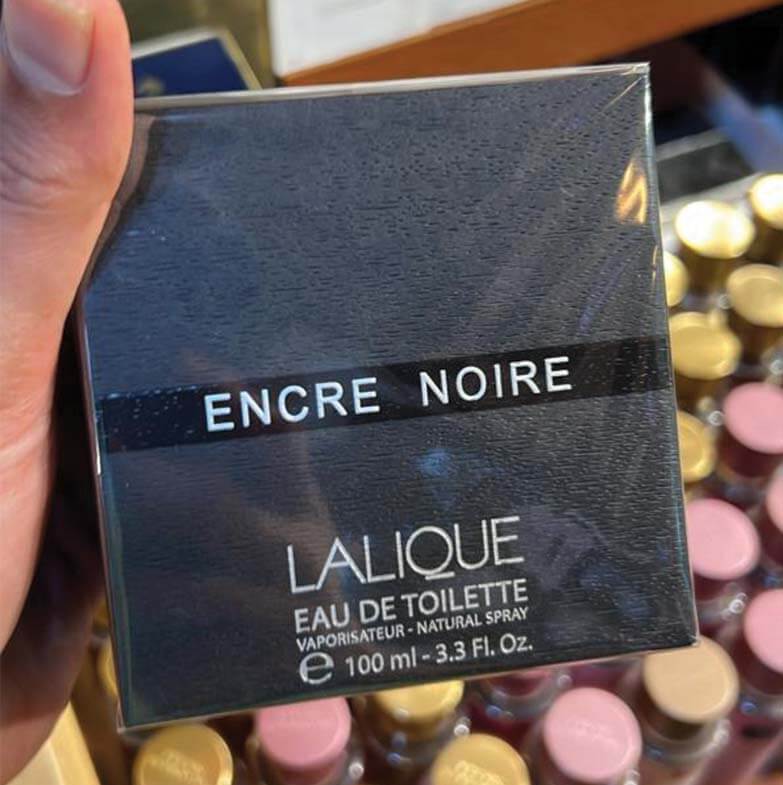 ENCRE NOIRE
LALIQUE
EAU DE TOILETTE
VAPORISATEUR - NATURAL SPRAY
℮ 100 ml - 3.3 Fl. Oz.